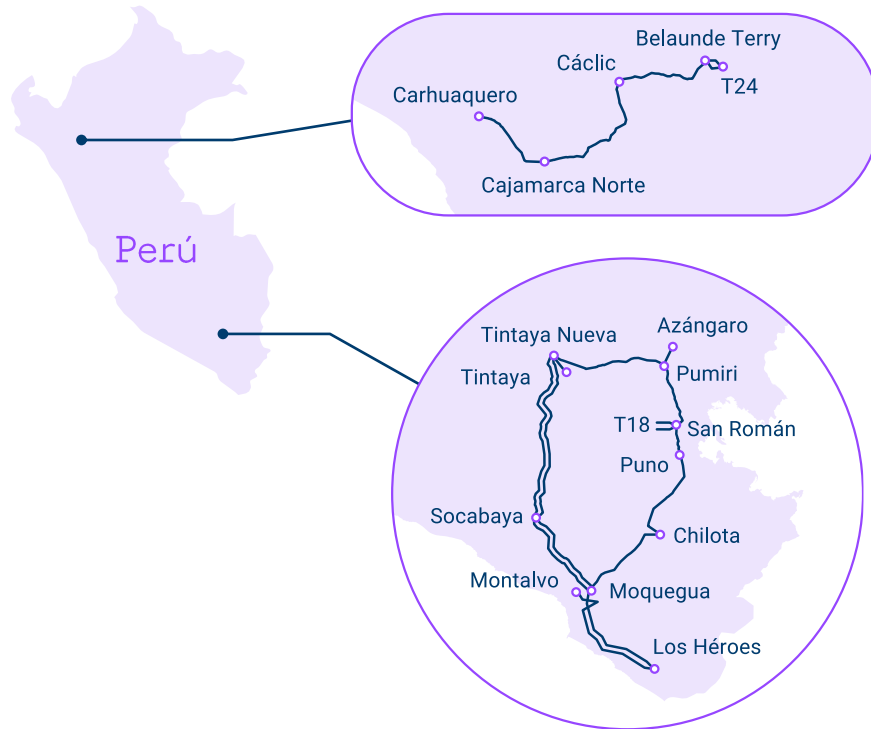 Belaunde Terry
Cáclic
T24
Carhuaquero
Cajamarca Norte
Perú
Azángaro
Tintaya Nueva
Tintaya
Pumiri
T18
San Román
Puno
Socabaya
Chilota
Montalvo
Moquegua
Los Héroes